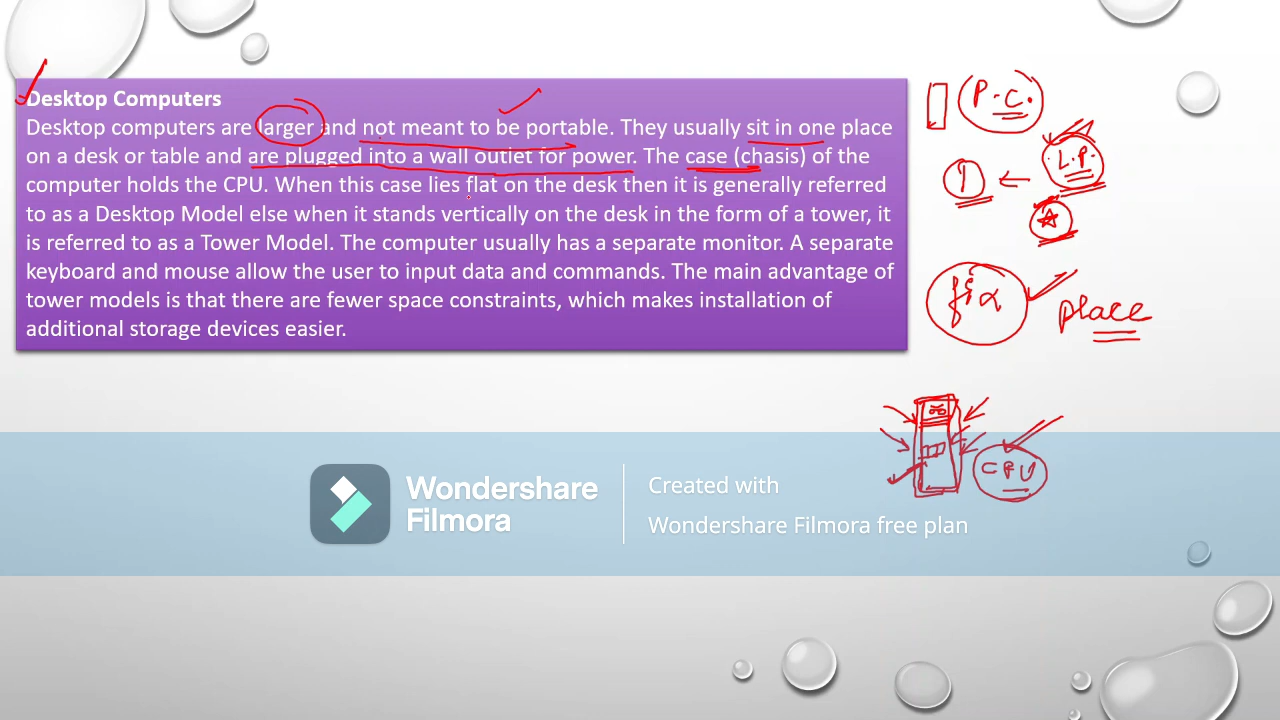 Desktop Computers
Desktop computers are larger and not meant to be portable. They usually sit in one place
on a desk or table and are plugged into a wall outlet for power. The case (chasis) of the
computer holds the CPU. When this case lies flat on the desk then it is generally referred
to as a Desktop Model else when it stands vertically on the desk in the form of a tower, it
is referred to as a Tower Model. The computer usually has a separate monitor. A separate
keyboard and mouse allow the user to input data and commands. The main advantage of
tower models is that there are fewer space constraints, which makes installation of
additional storage devices easier.
P.C.
L.P.
fix
place
CPU
Wondershare
Filmora
Created with
Wondershare Filmora free plan